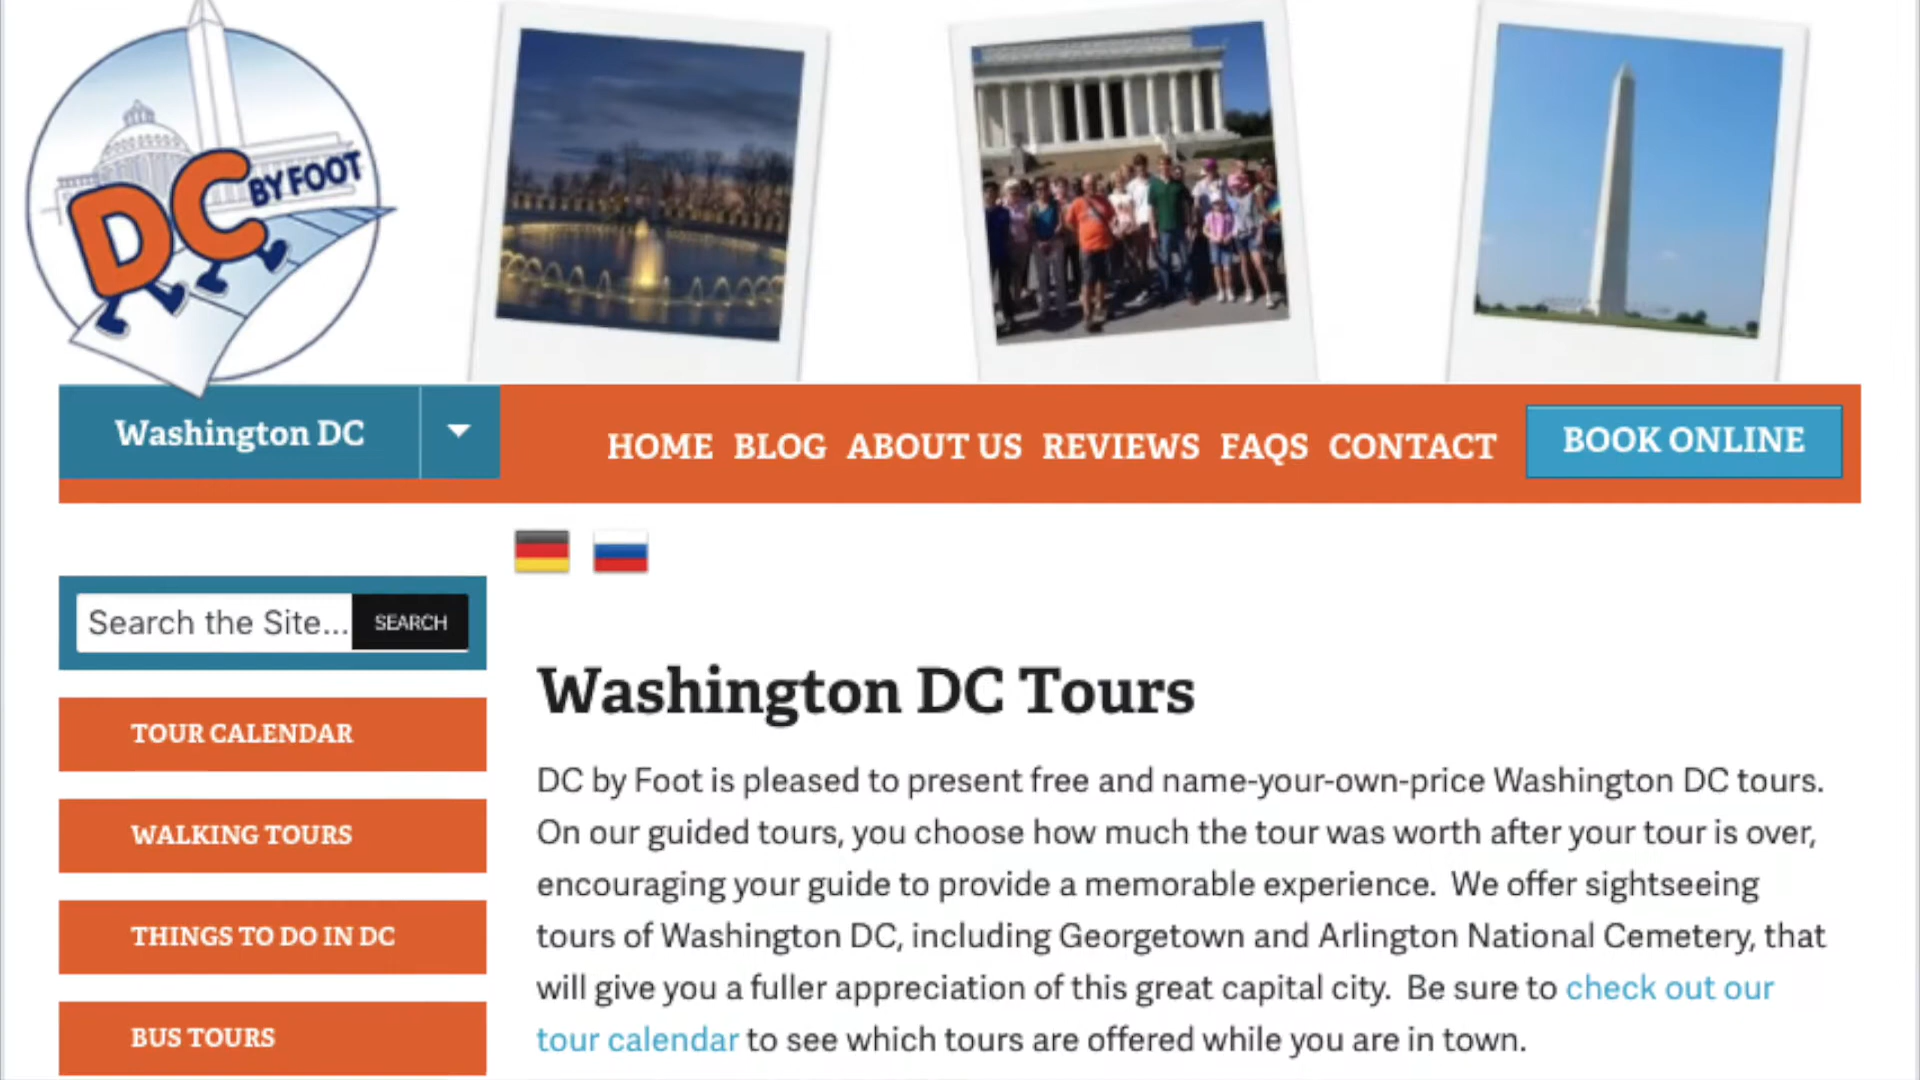 DC BY FOOT
Washington DC
HOME BLOG ABOUT US REVIEWS FAQS CONTACT BOOK ONLINE
Search the Site... SEARCH
TOUR CALENDAR
WALKING TOURS
THINGS TO DO IN DC
BUS TOURS
Washington DC Tours
DC by Foot is pleased to present free and name-your-own-price Washington DC tours.
On our guided tours, you choose how much the tour was worth after your tour is over,
encouraging your guide to provide a memorable experience. We offer sightseeing
tours of Washington DC, including Georgetown and Arlington National Cemetery, that
will give you a fuller appreciation of this great capital city. Be sure to check out our
tour calendar to see which tours are offered while you are in town.